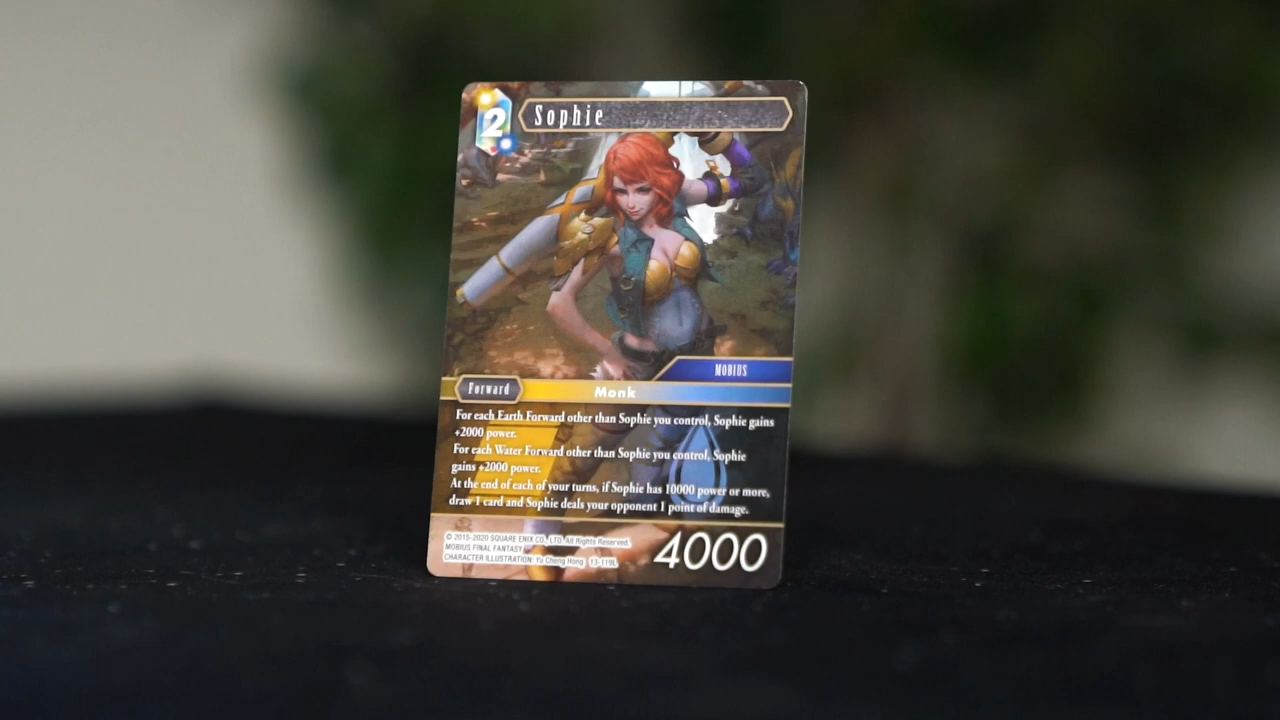 2
Sophie
MOBIUS
Forward
Monk
For each Earth Forward other than Sophie you control, Sophie gains
+2000 power.
For each Water Forward other than Sophie you control, Sophie
gains +2000 power.
At the end of each of your turns, if Sophie has 10000 power or more,
draw 1 card and Sophie deals your opponent 1 point of damage.
© 2015-2020 SQUARE ENIX CO., LTD. All Rights Reserved.
MOBIUS FINAL FANTASY
CHARACTER ILLUSTRATION: Yu Cheng Hong 13-119L
4000